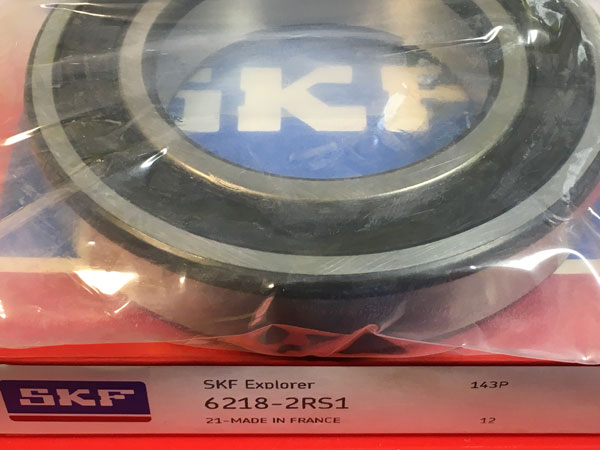 SKF
SKF
SKF Explorer 143P
6218-2RS1
21-MADE IN FRANCE 12